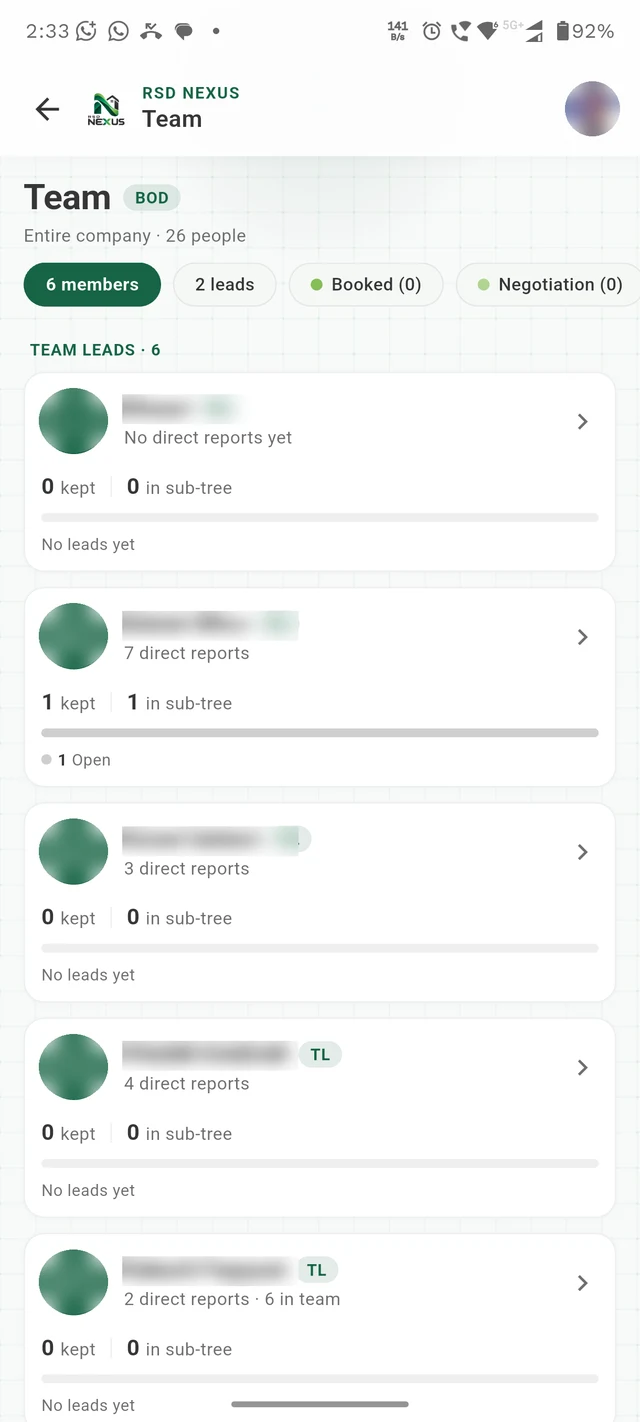 2:33
141 B/s
5G+
92%
RSD NEXUS
RSD
NEXUS
Team
Team BOD
Entire company · 26 people
6 members
2 leads
Booked (0)
Negotiation (0)
TEAM LEADS · 6
No direct reports yet
0 kept
0 in sub-tree
No leads yet
7 direct reports
1 kept
1 in sub-tree
1 Open
3 direct reports
0 kept
0 in sub-tree
No leads yet
TL
4 direct reports
0 kept
0 in sub-tree
No leads yet
TL
2 direct reports · 6 in team
0 kept
0 in sub-tree
No leads yet